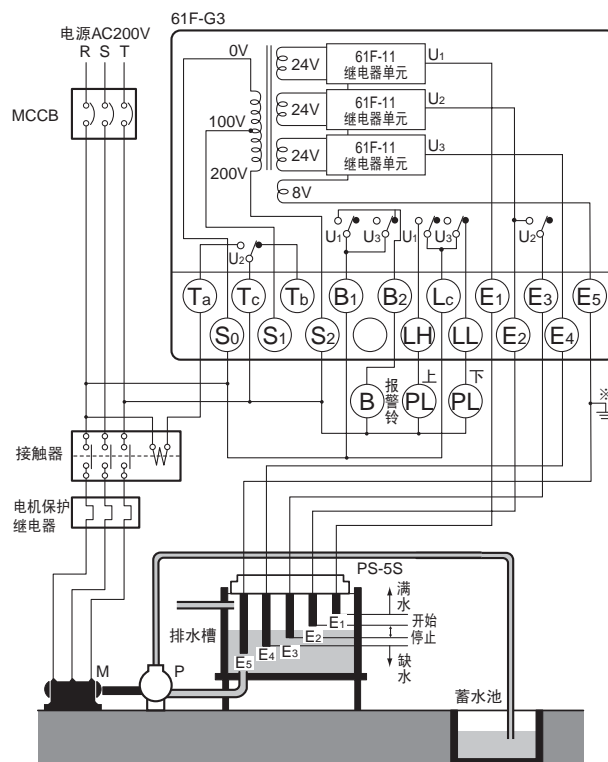 61F-G3
电源AC200V
R S T
MCCB
0V
100V
200V
24V
61F-11
继电器单元
U1
24V
61F-11
继电器单元
U2
24V
61F-11
继电器单元
U3
8V
U2
U1
U3
U1
U3
U2
Ta
Tc
Tb
B1
B2
Lc
E1
E3
E5
S0
S1
S2
LH
LL
E2
E4
B
报警铃
PL
上
PL
下
※
接触器
电机保护
继电器
PS-5S
满水
开始
停止
缺水
排水槽
E1
E2
E3
E4
E5
M
P
蓄水池